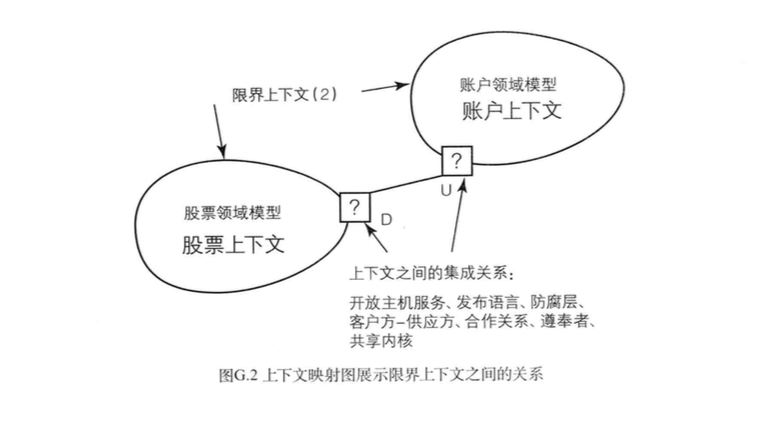 限界上下文(2)
账户领域模型
账户上下文
?
U
?
D
股票领域模型
股票上下文
上下文之间的集成关系：
开放主机服务、发布语言、防腐层、
客户方-供应方、合作关系、遵奉者、
共享内核
图G.2 上下文映射图展示限界上下文之间的关系